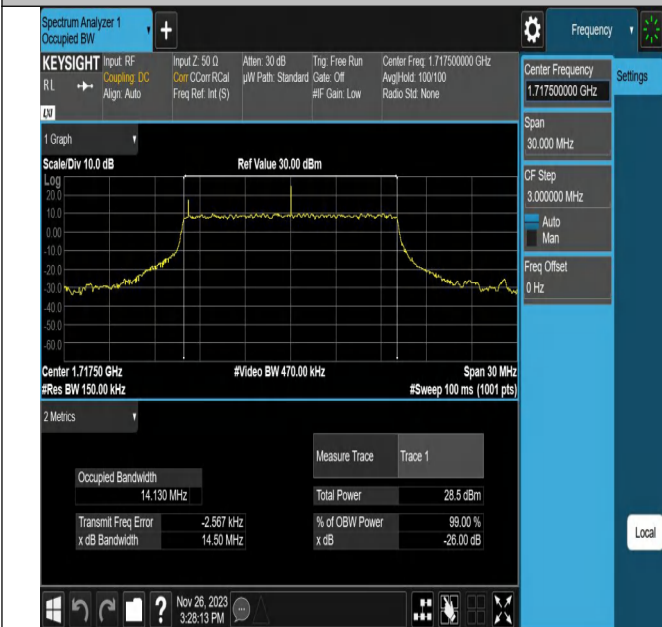 Spectrum Analyzer 1
Occupied BW
Frequency
KEYSIGHT
RL
LXI
Input: RF
Coupling: DC
Align: Auto
Input Z: 50 Ω
Corr CCorr RCal
Freq Ref: Int (S)
Atten: 30 dB
µW Path: Standard
Trig: Free Run
Gate: Off
#IF Gain: Low
Center Freq: 1.717500000 GHz
Avg|Hold: 100/100
Radio Std: None
Center Frequency
1.717500000 GHz
Settings
Span
30.000 MHz
CF Step
3.000000 MHz
Auto
Man
Freq Offset
0 Hz
Local
1 Graph
Scale/Div 10.0 dB
Ref Value 30.00 dBm
Log
20.0
10.0
0.00
-10.0
-20.0
-30.0
-40.0
-50.0
-60.0
Center 1.71750 GHz
#Video BW 470.00 kHz
Span 30 MHz
#Res BW 150.00 kHz
#Sweep 100 ms (1001 pts)
2 Metrics
Measure Trace Trace 1
Occupied Bandwidth
14.130 MHz
Total Power 28.5 dBm
Transmit Freq Error -2.567 kHz
% of OBW Power 99.00 %
x dB Bandwidth 14.50 MHz
x dB -26.00 dB
?
Nov 26, 2023
3:28:13 PM